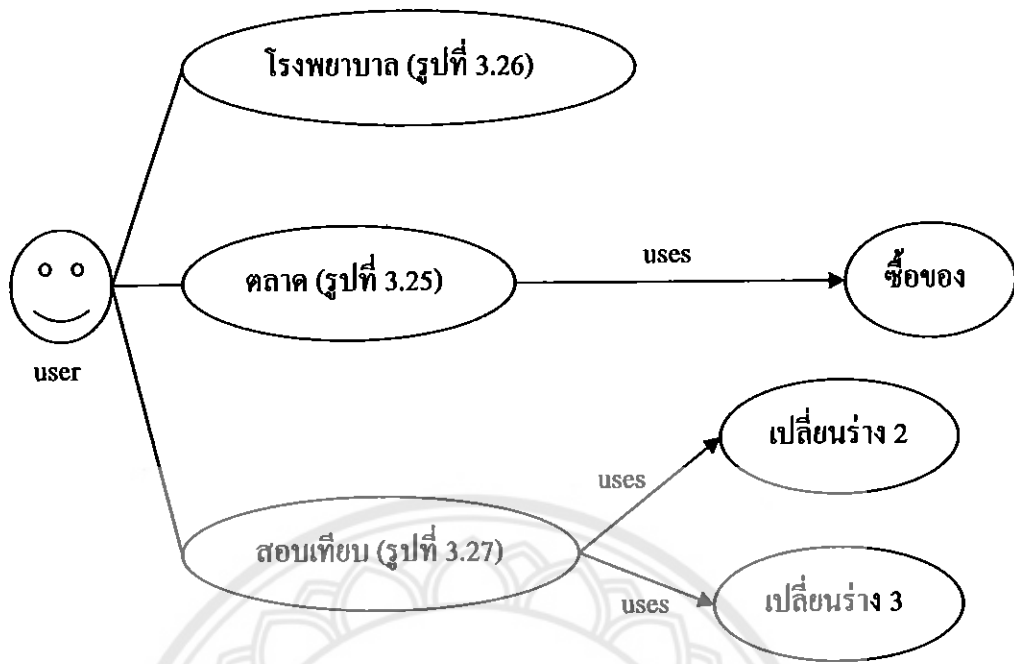 โรงพยาบาล (รูปที่ 3.26)
user
ตลาด (รูปที่ 3.25)
uses
ซื้อของ
สอบเทียบ (รูปที่ 3.27)
uses
เปลี่ยนร่าง 2
uses
เปลี่ยนร่าง 3